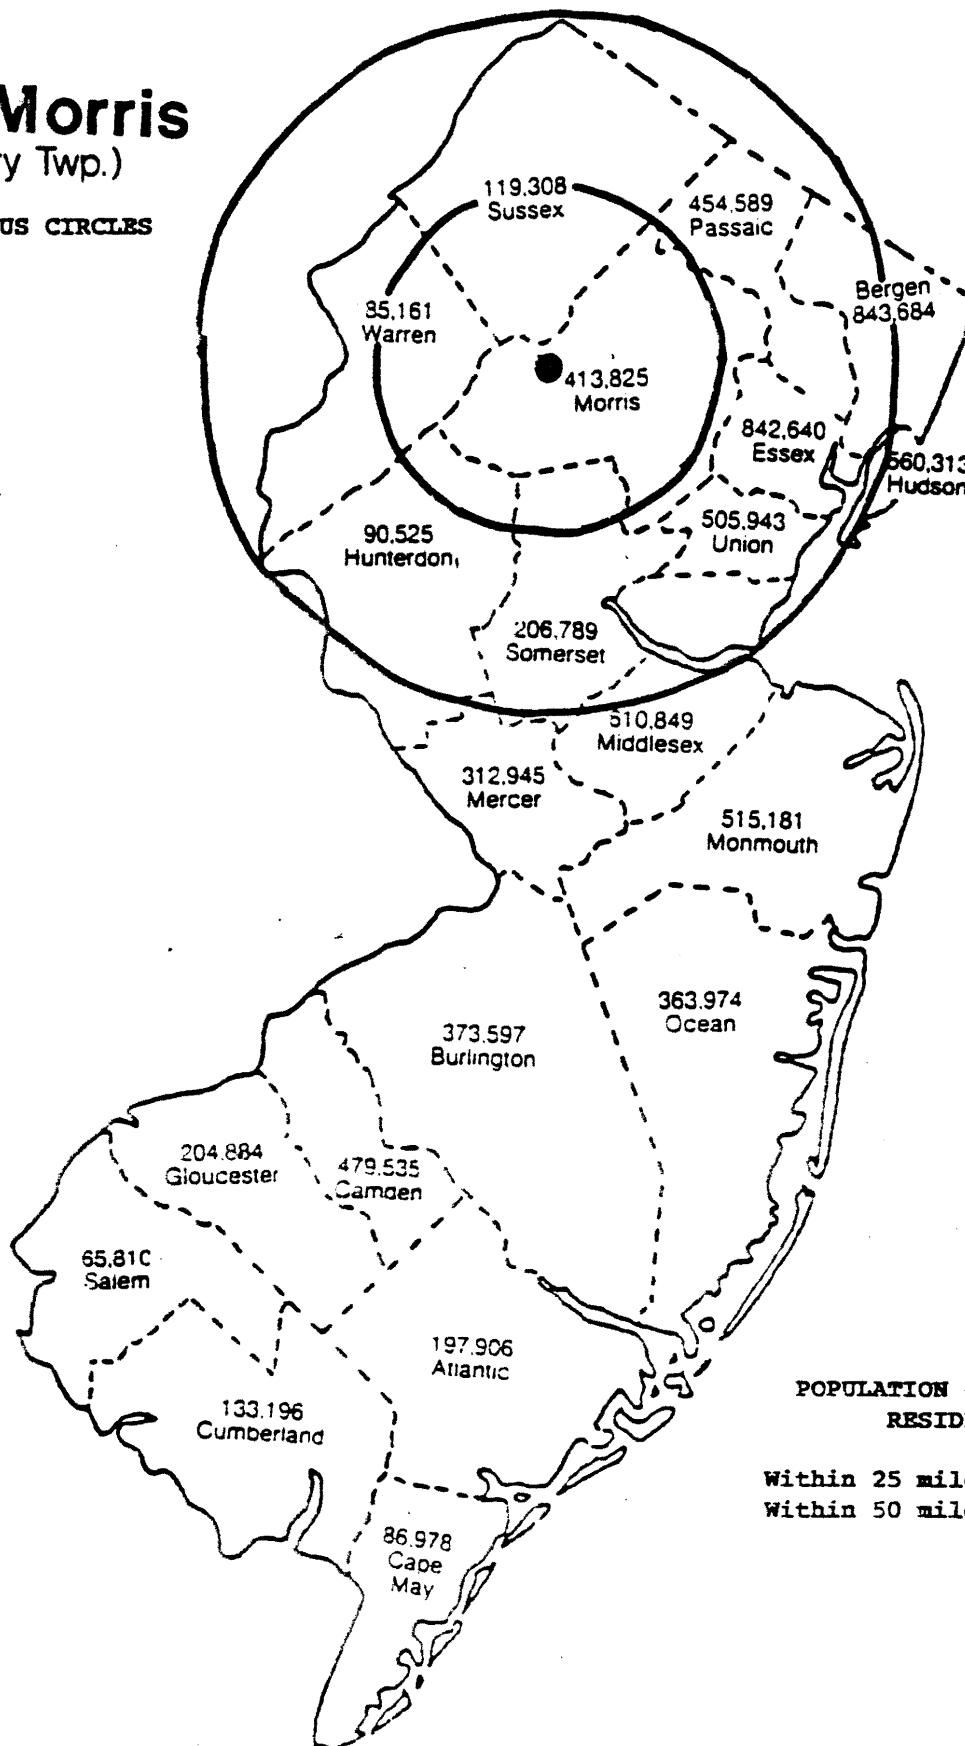 Morris
y Twp.)
US CIRCLES
119,308
Sussex
454,589
Passaic
Bergen
843,684
85,161
Warren
413,825
Morris
842,640
Essex
560,313
Hudson
505,943
Union
90,525
Hunterdon
206,789
Somerset
610,849
Middlesex
312,945
Mercer
515,181
Monmouth
363,974
Ocean
373,597
Burlington
204,884
Gloucester
479,535
Camden
65,810
Salem
197,906
Atlantic
133,196
Cumberland
86,978
Cape
May
POPULATION
RESID
Within 25 mil
Within 50 mil